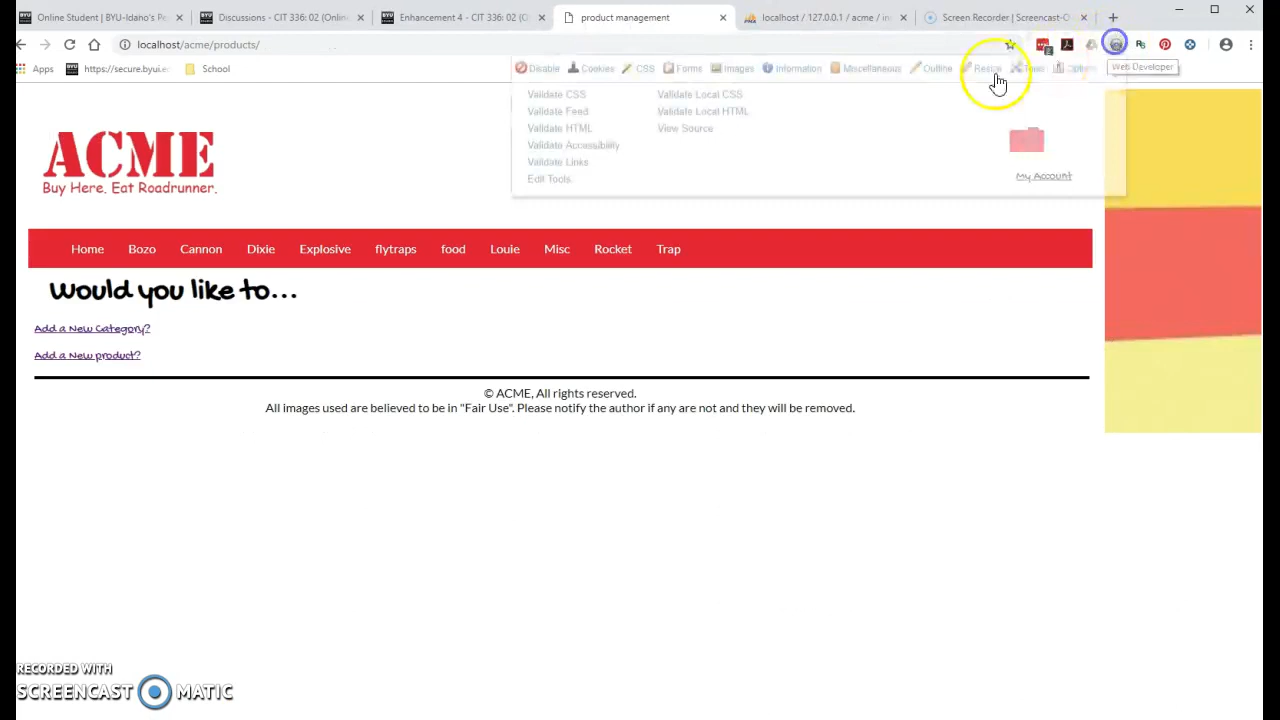 Online Student | BYU-Idaho's Po
Discussions - CIT 336: 02 (Onlin
Enhancement 4 - CIT 336: 02 (O
product management
localhost / 127.0.0.1 / acme / in
Screen Recorder | Screencast-O
localhost/acme/products/
Apps
https://secure.byui.e
School
Web Developer
Disable
Cookies
CSS
Forms
Images
Information
Miscellaneous
Outline
Resize
Tools
Options
Validate CSS
Validate Local CSS
Validate Feed
Validate Local HTML
Validate HTML
View Source
Validate Accessibility
Validate Links
Edit Tools
ACME
Buy Here. Eat Roadrunner.
My Account
Home Bozo Cannon Dixie Explosive flytraps food Louie Misc Rocket Trap
Would you like to...
Add a New Category?
Add a New product?
© ACME, All rights reserved.
All images used are believed to be in "Fair Use". Please notify the author if any are not and they will be removed.
RECORDED WITH
SCREENCAST MATIC